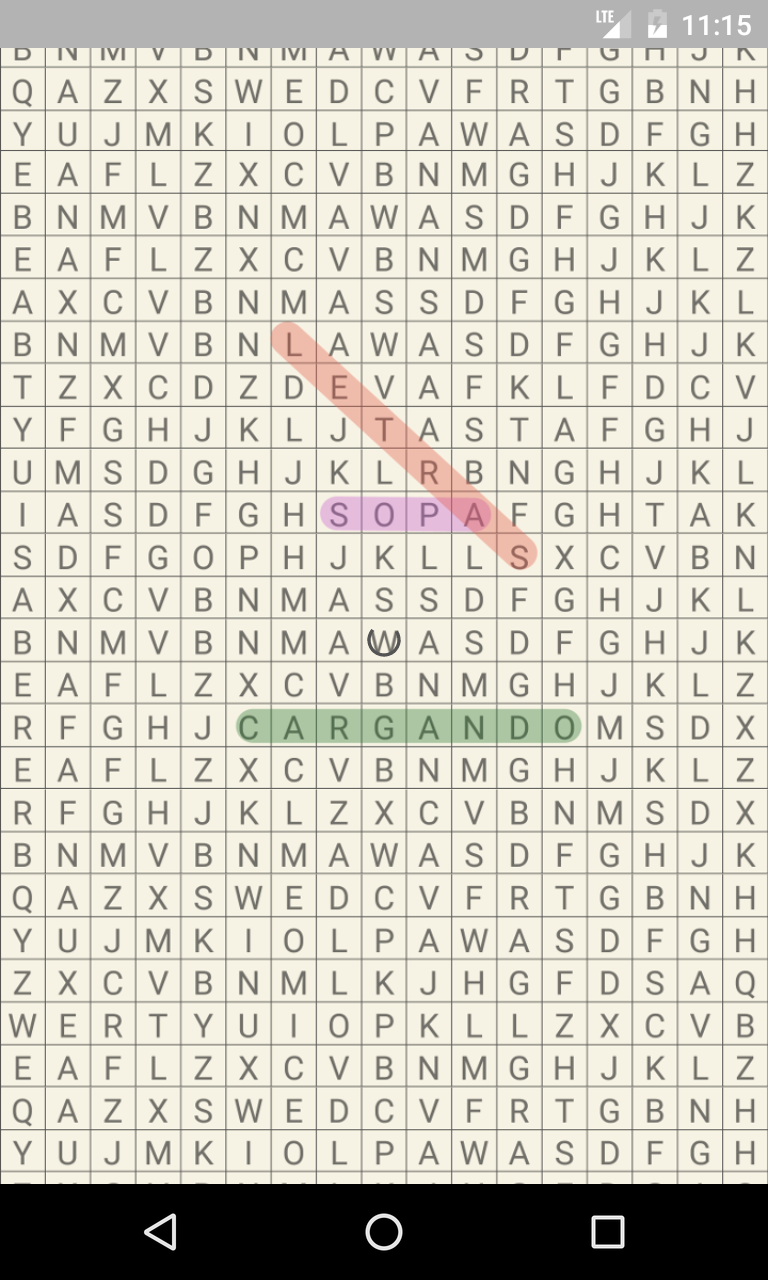 LTE 11:15
B N M V B N M A W A S D F G H J K
Q A Z X S W E D C V F R T G B N H
Y U J M K I O L P A W A S D F G H
E A F L Z X C V B N M G H J K L Z
B N M V B N M A W A S D F G H J K
E A F L Z X C V B N M G H J K L Z
A X C V B N M A S S D F G H J K L
B N M V B N L A W A S D F G H J K
T Z X C D Z D E V A F K L F D C V
Y F G H J K L J T A S T A F G H J
U M S D G H J K L R B N G H J K L
I A S D F G H S O P A F G H T A K
S D F G O P H J K L L S X C V B N
A X C V B N M A S S D F G H J K L
B N M V B N M A W A S D F G H J K
E A F L Z X C V B N M G H J K L Z
R F G H J C A R G A N D O M S D X
E A F L Z X C V B N M G H J K L Z
R F G H J K L Z X C V B N M S D X
B N M V B N M A W A S D F G H J K
Q A Z X S W E D C V F R T G B N H
Y U J M K I O L P A W A S D F G H
Z X C V B N M L K J H G F D S A Q
W E R T Y U I O P K L L Z X C V B
E A F L Z X C V B N M G H J K L Z
Q A Z X S W E D C V F R T G B N H
Y U J M K I O L P A W A S D F G H